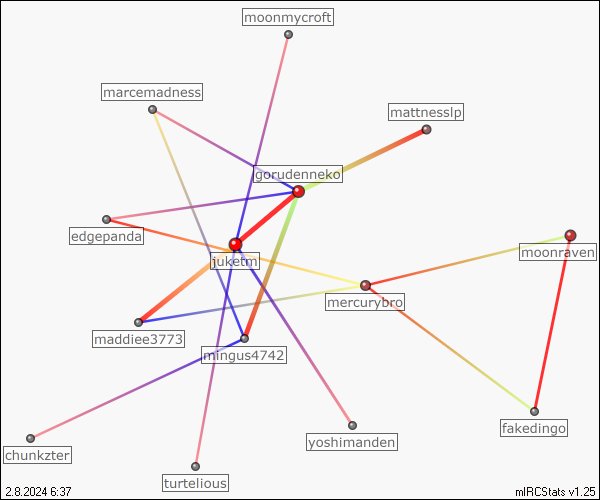 moonmycroft
marcemadness
mattnesslp
gorudenneko
edgepanda
juketm
moonraven
mercurybro
maddiee3773
mingus4742
fakedingo
yoshimanden
chunkzter
turtelious
2.8.2024 6:37
mIRCStats v1.25